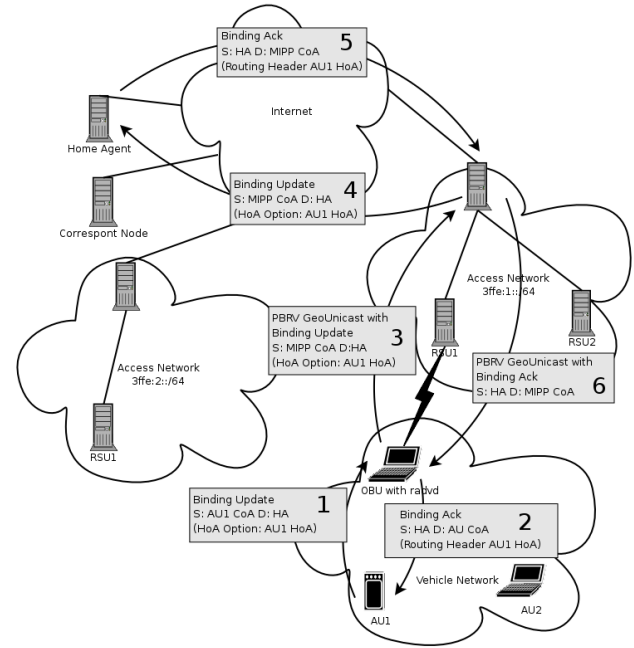 Binding Ack
S: HA D: MIPP CoA
(Routing Header AU1 HoA)
5
Internet
Home Agent
Binding Update
S: MIPP CoA D: HA
(HoA Option: AU1 HoA)
4
Correspont Node
Access Network
3ffe:1::/64
PBRV GeoUnicast with
Binding Update
S: MIPP CoA D:HA
(HoA Option: AU1 HoA)
3
RSU1
RSU2
Access Network
3ffe:2::/64
PBRV GeoUnicast with
Binding Ack
S: HA D: MIPP CoA
6
RSU1
OBU with radvd
Binding Update
S: AU1 CoA D: HA
(HoA Option: AU1 HoA)
1
Binding Ack
S: HA D: AU CoA
(Routing Header AU1 HoA)
2
Vehicle Network
AU1
AU2